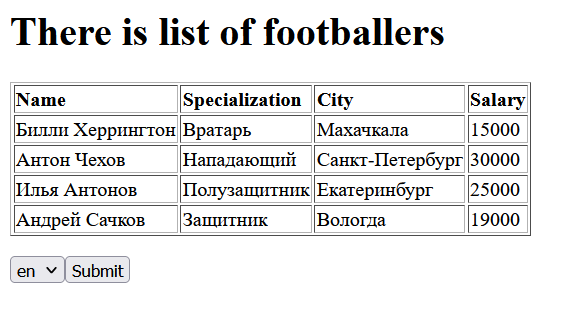 There is list of footballers
Name Specialization City Salary
Билли Херрингтон Вратарь Махачкала 15000
Антон Чехов Нападающий Санкт-Петербург 30000
Илья Антонов Полузащитник Екатеринбург 25000
Андрей Сачков Защитник Вологда 19000
en Submit